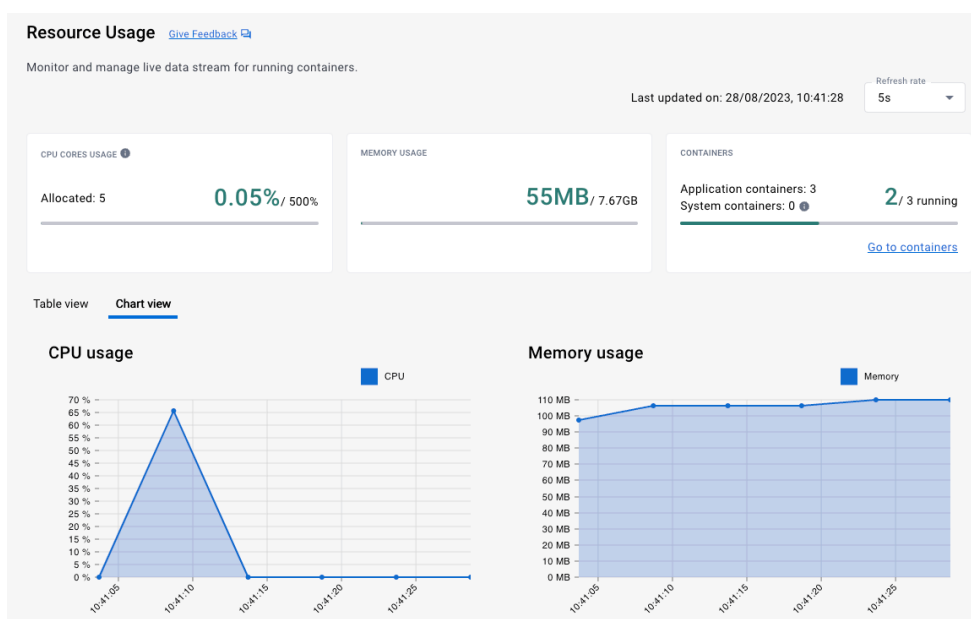 Resource Usage Give Feedback
Monitor and manage live data stream for running containers.
Refresh rate
Last updated on: 28/08/2023, 10:41:28 5s
CPU CORES USAGE
Allocated: 5 0.05%/ 500%
MEMORY USAGE
55MB/ 7.67GB
CONTAINERS
Application containers: 3
System containers: 0
2/ 3 running
Go to containers
Table view Chart view
CPU usage
CPU
70 %
65 %
60 %
55 %
50 %
45 %
40 %
35 %
30 %
25 %
20 %
15 %
10 %
5 %
0 %
10:41:05 10:41:10 10:41:15 10:41:20 10:41:25
Memory usage
Memory
110 MB
100 MB
90 MB
80 MB
70 MB
60 MB
50 MB
40 MB
30 MB
20 MB
10 MB
0 MB
10:41:05 10:41:10 10:41:15 10:41:20 10:41:25